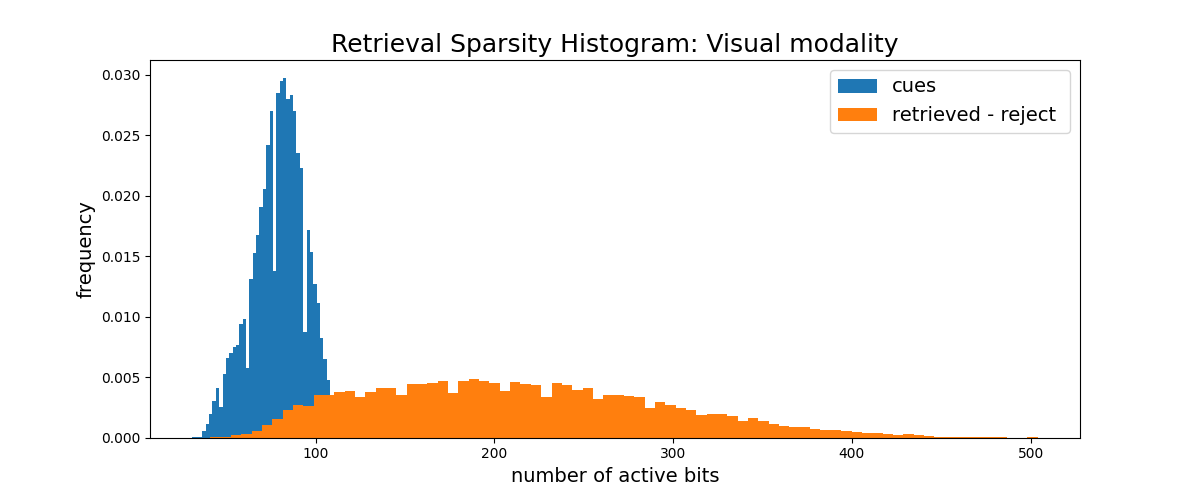 Retrieval Sparsity Histogram: Visual modality
cues
retrieved - reject
frequency
0.030
0.025
0.020
0.015
0.010
0.005
0.000
100
200
300
400
500
number of active bits